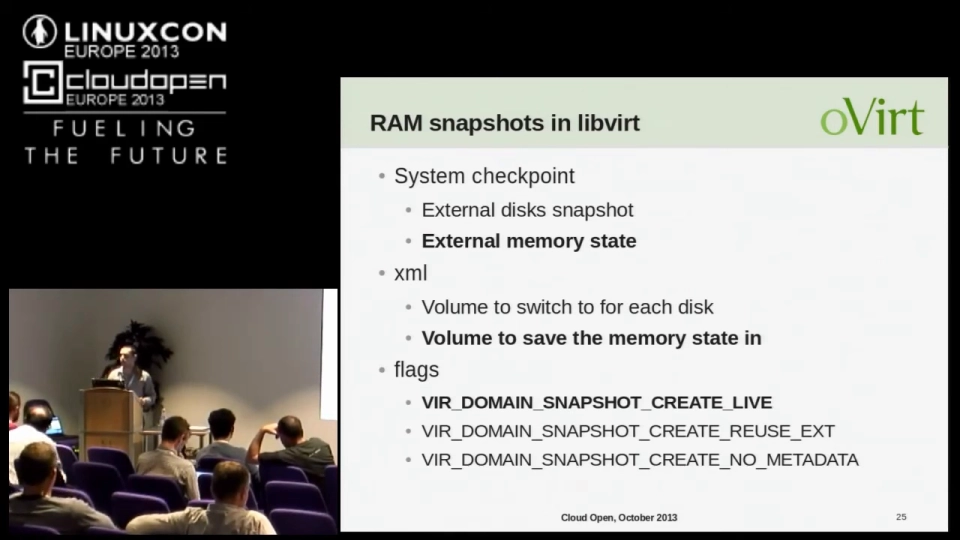 LINUXCON
EUROPE 2013
cloudopen
EUROPE 2013
FUELING
THE FUTURE
RAM snapshots in libvirt
oVirt
• System checkpoint
• External disks snapshot
• External memory state
• xml
• Volume to switch to for each disk
• Volume to save the memory state in
• flags
• VIR_DOMAIN_SNAPSHOT_CREATE_LIVE
• VIR_DOMAIN_SNAPSHOT_CREATE_REUSE_EXT
• VIR_DOMAIN_SNAPSHOT_CREATE_NO_METADATA
Cloud Open, October 2013
25